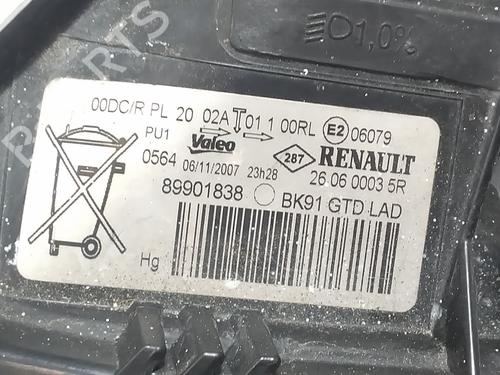 1,0%
00DC/R PL 20 02A 01 1 00RL E2 06079
PU1 Valeo 287 RENAULT
0564 06/11/2007 23h28 26 06 0003 5R
89901838 BK91 GTD LAD
Hg